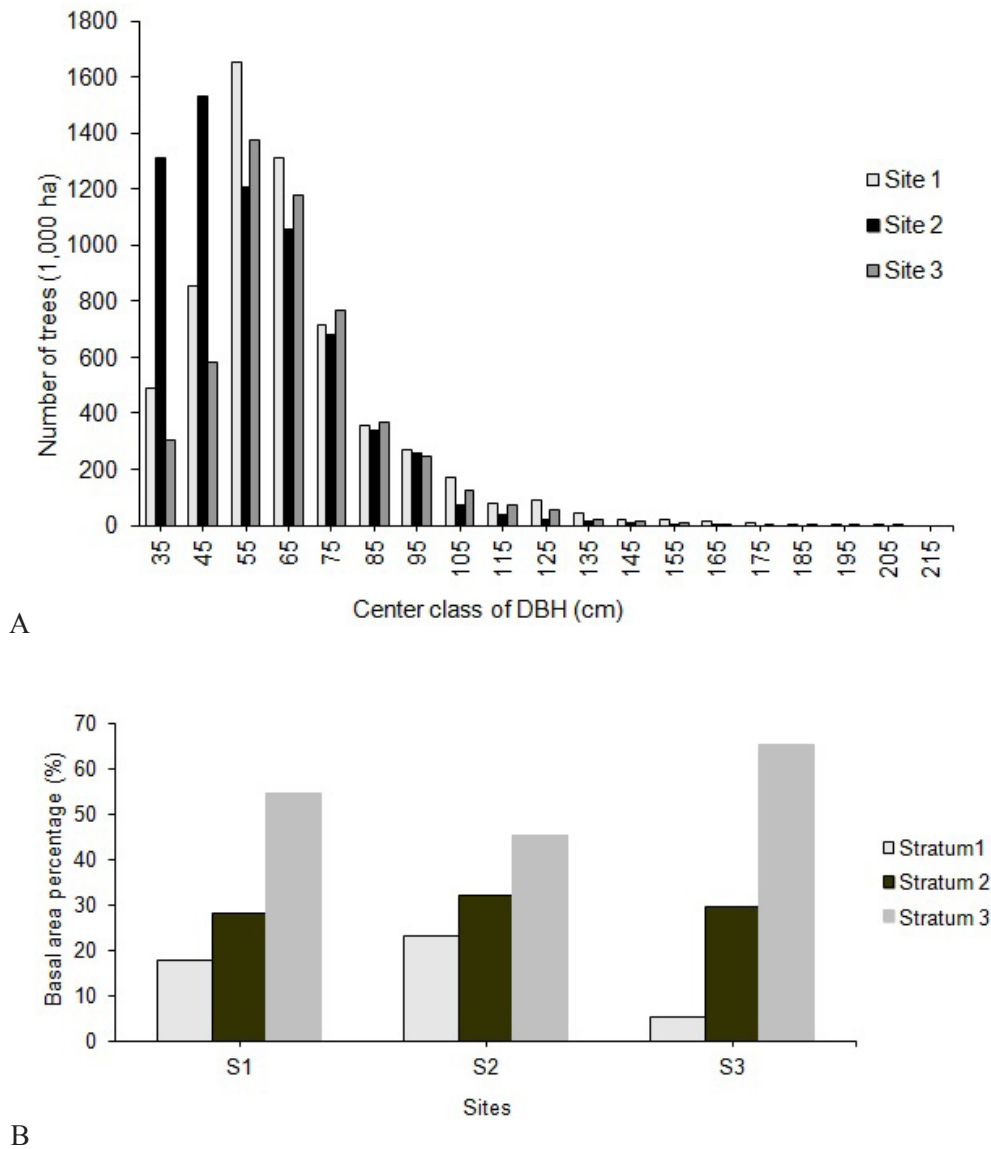 1800
1600
1400
1200
1000
800
600
400
200
0
Number of trees (1,000 ha)
35 45 55 65 75 85 95 105 115 125 135 145 155 165 175 185 195 205 215
Center class of DBH (cm)
Site 1
Site 2
Site 3
A
70
60
50
40
30
20
10
0
Basal area percentage (%)
S1 S2 S3
Sites
Stratum1
Stratum 2
Stratum 3
B